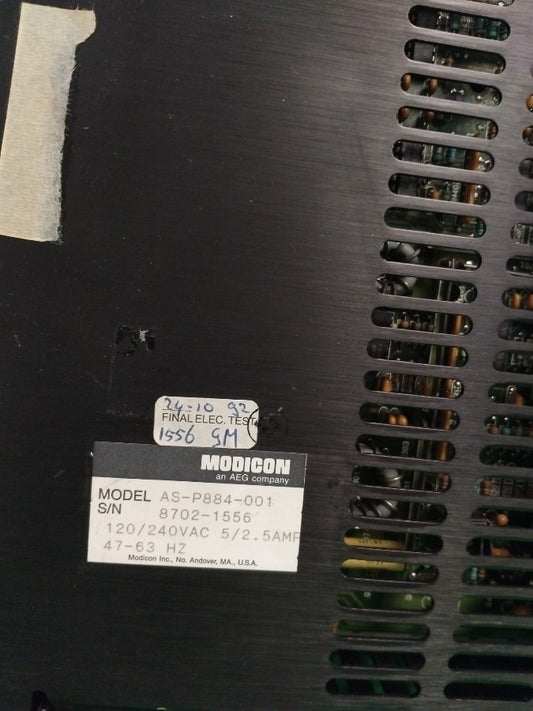 24-10 92
FINAL ELEC. TEST
1556 GM
MODICON
an AEG company
MODEL AS-P884-001
S/N 8702-1556
120/240VAC 5/2.5AMP
47-63 HZ
Modicon Inc., No. Andover, MA., U.S.A.